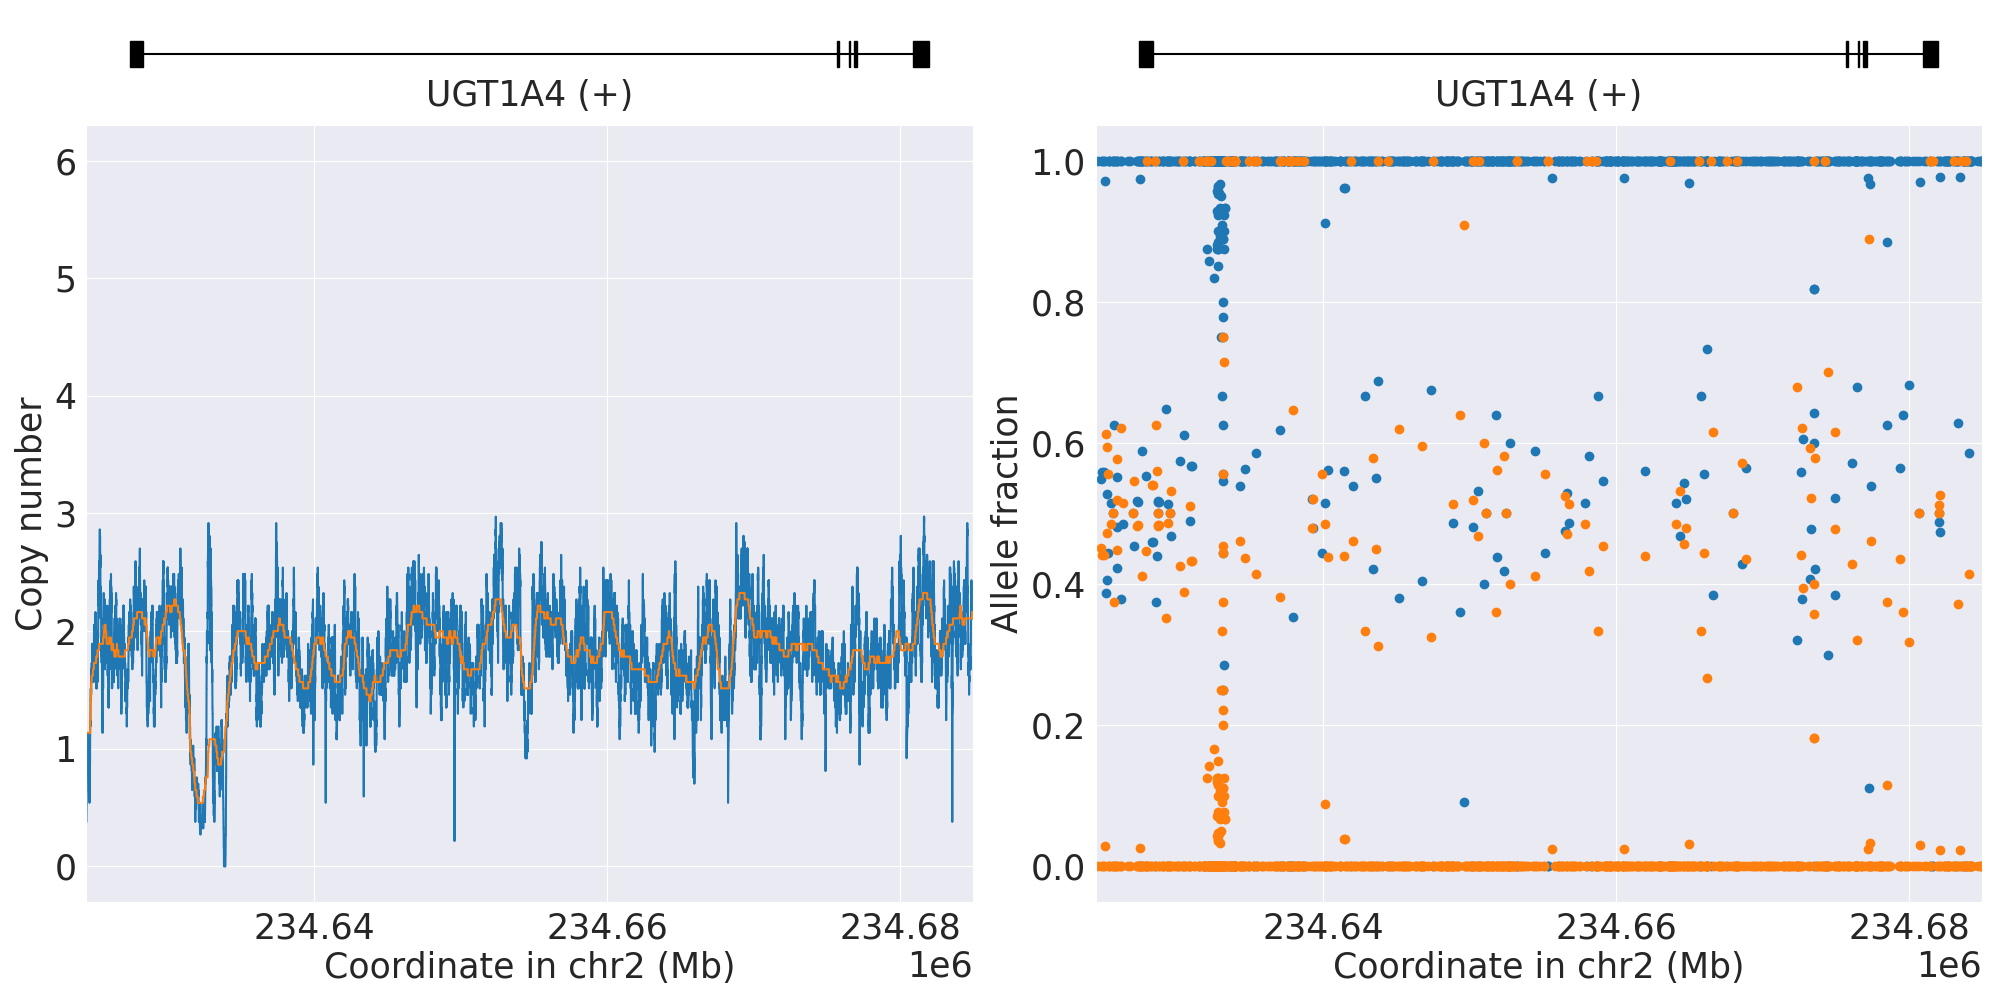 UGT1A4 (+)
6
5
4
3
2
1
0
Copy number
234.64 234.66 234.68
Coordinate in chr2 (Mb)
1e6
UGT1A4 (+)
1.0
0.8
0.6
0.4
0.2
0.0
Allele fraction
234.64 234.66 234.68
Coordinate in chr2 (Mb)
1e6